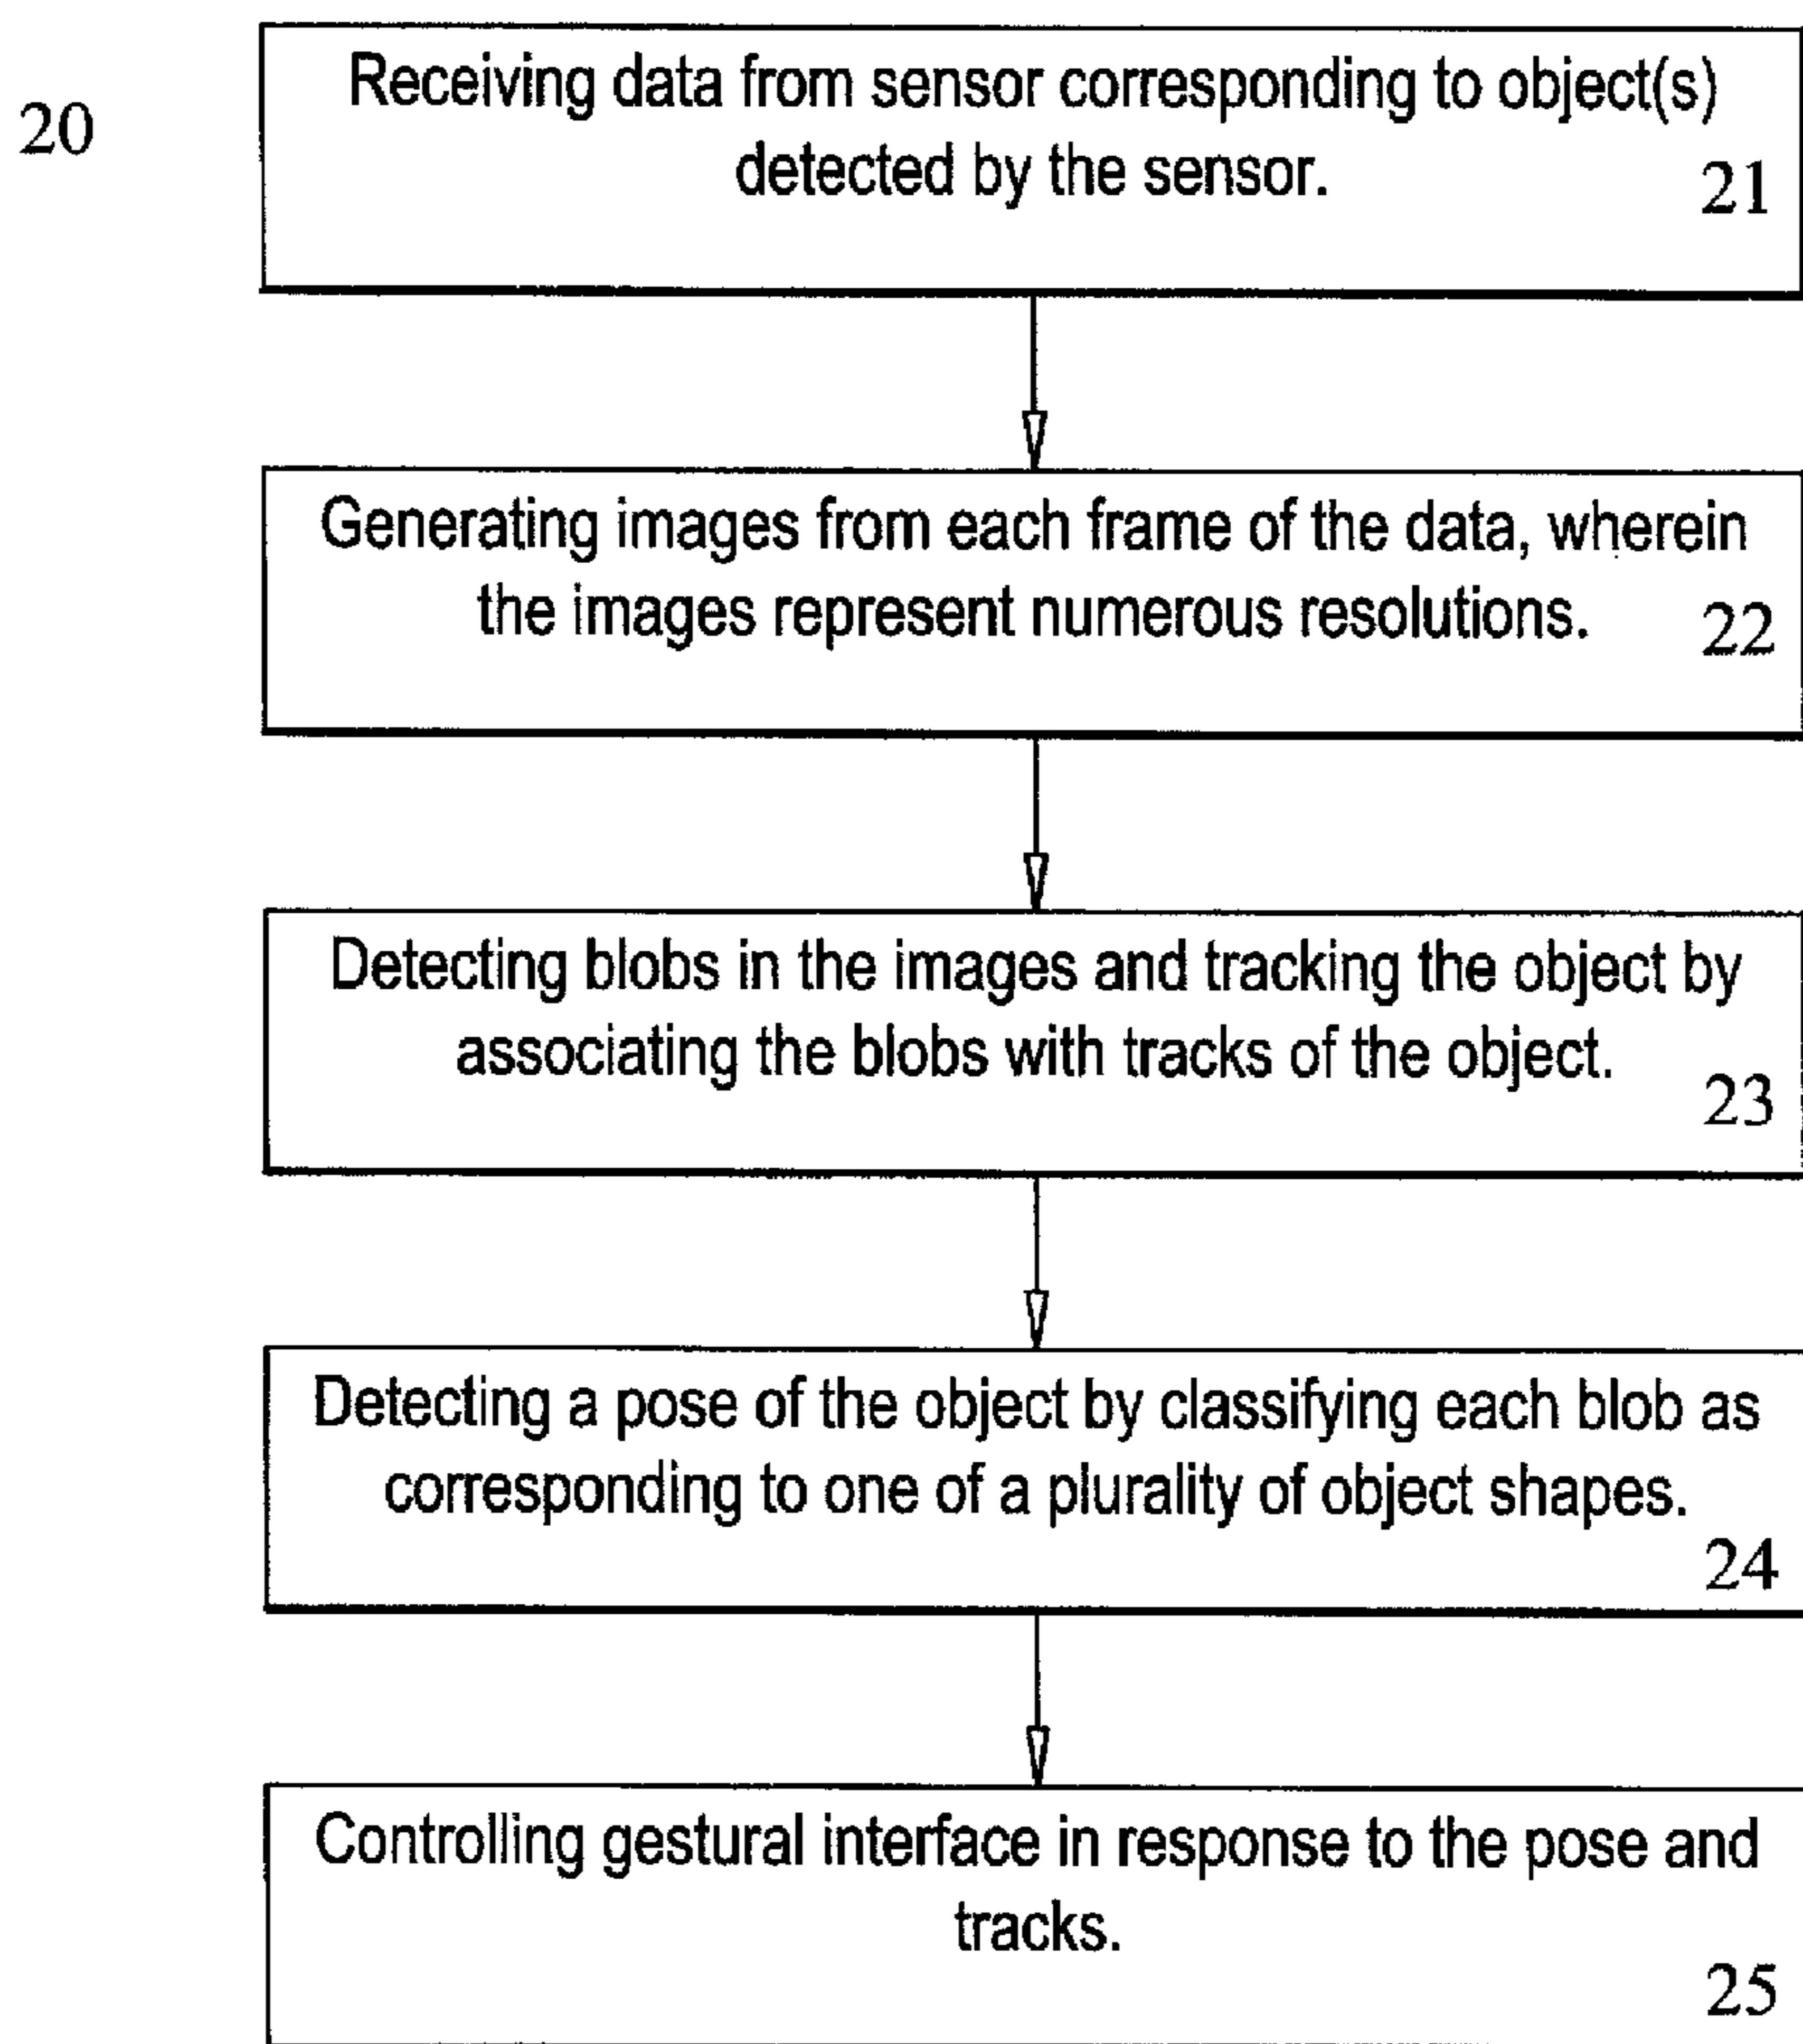 20
Receiving data from sensor corresponding to object(s)
detected by the sensor.
21
Generating images from each frame of the data, wherein
the images represent numerous resolutions.
22
Detecting blobs in the images and tracking the object by
associating the blobs with tracks of the object.
23
Detecting a pose of the object by classifying each blob as
corresponding to one of a plurality of object shapes.
24
Controlling gestural interface in response to the pose and
tracks.
25